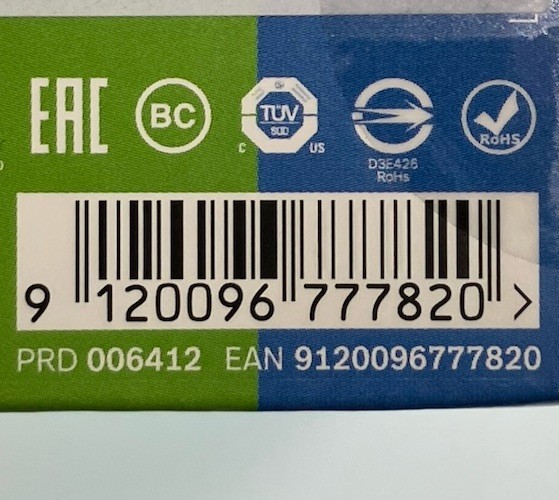 EAC BC TÜV SÜD C US D3E426 RoHs RoHS
9 120096 777820 >
PRD 006412 EAN 9120096777820